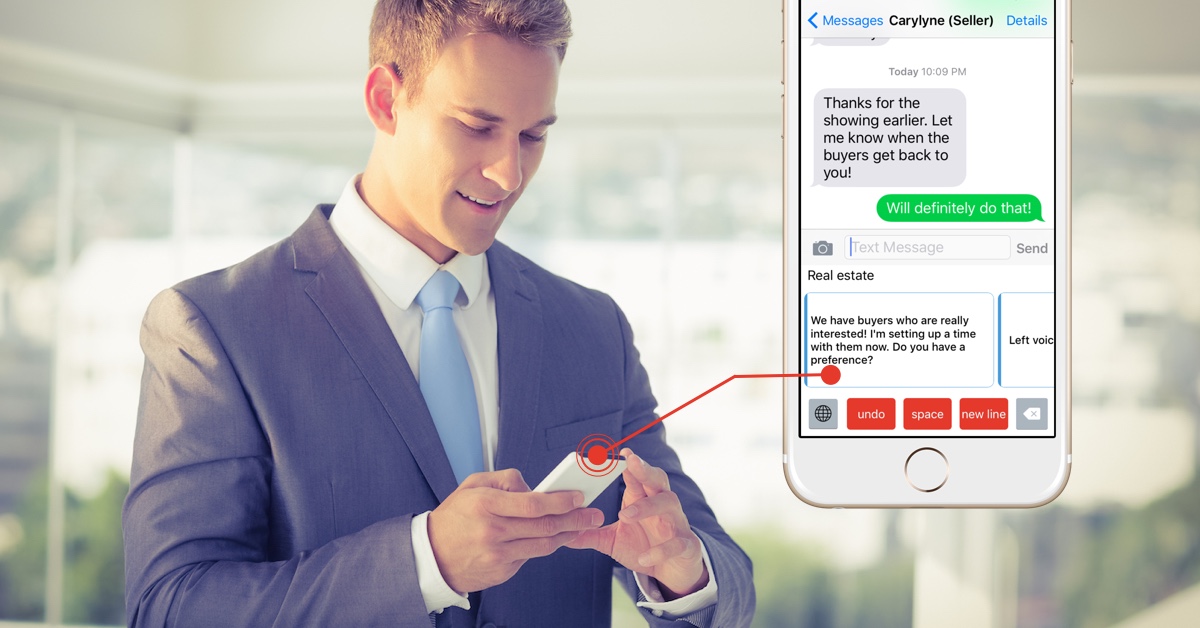 Messages Carylyne (Seller) Details
Today 10:09 PM
Thanks for the
showing earlier. Let
me know when the
buyers get back to
you!
Will definitely do that!
Text Message Send
Real estate
We have buyers who are really
interested! I'm setting up a time
with them now. Do you have a
preference?
Left voic
undo space new line